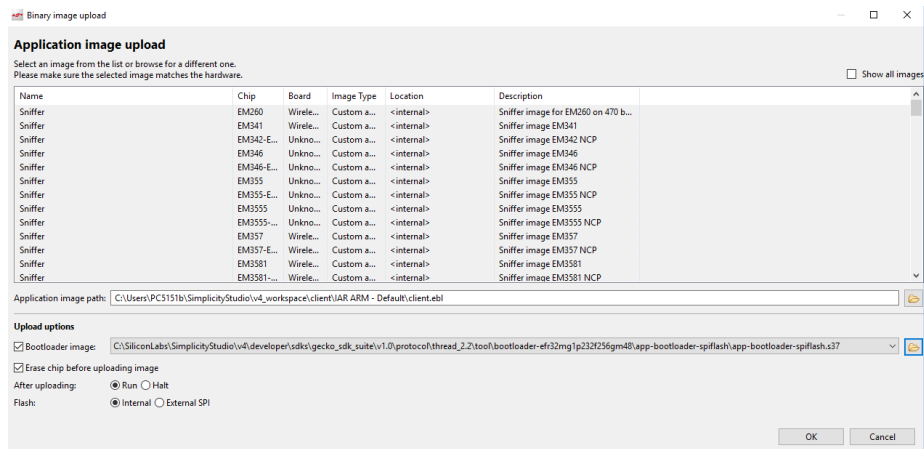 Binary image upload
Application image upload
Select an image from the list or browse for a different one.
Please make sure the selected image matches the hardware.
Show all images
Name Chip Board Image Type Location Description
Sniffer EM260 Wirele... Custom a... <internal> Sniffer image for EM260 on 470 b...
Sniffer EM341 Wirele... Custom a... <internal> Sniffer image EM341
Sniffer EM342-E... Unkno... Custom a... <internal> Sniffer image EM342 NCP
Sniffer EM346 Unkno... Custom a... <internal> Sniffer image EM346
Sniffer EM346-E... Unkno... Custom a... <internal> Sniffer image EM346 NCP
Sniffer EM355 Unkno... Custom a... <internal> Sniffer image EM355
Sniffer EM355-E... Unkno... Custom a... <internal> Sniffer image EM355 NCP
Sniffer EM3555 Unkno... Custom a... <internal> Sniffer image EM3555
Sniffer EM3555-... Unkno... Custom a... <internal> Sniffer image EM3555 NCP
Sniffer EM357 Wirele... Custom a... <internal> Sniffer image EM357
Sniffer EM357-E... Wirele... Custom a... <internal> Sniffer image EM357 NCP
Sniffer EM3581 Wirele... Custom a... <internal> Sniffer image EM3581
Sniffer EM3581-... Wirele... Custom a... <internal> Sniffer image EM3581 NCP
Application image path: C:\Users\PC5151b\SimplicityStudio\v4_workspace\client\IAR ARM - Default\client.ebl
Upload uptions
Bootloader image: C:\SiliconLabs\SimplicityStudio\v4\developer\sdks\gecko_sdk_suite\v1.0\protocol\thread_2.2\tool\bootloader-efr32mg1p232f256gm48\app-bootloader-spiflash\app-bootloader-spiflash.s37
Erase chip before uploading image
After uploading: Run Halt
Flash: Internal External SPI
OK Cancel